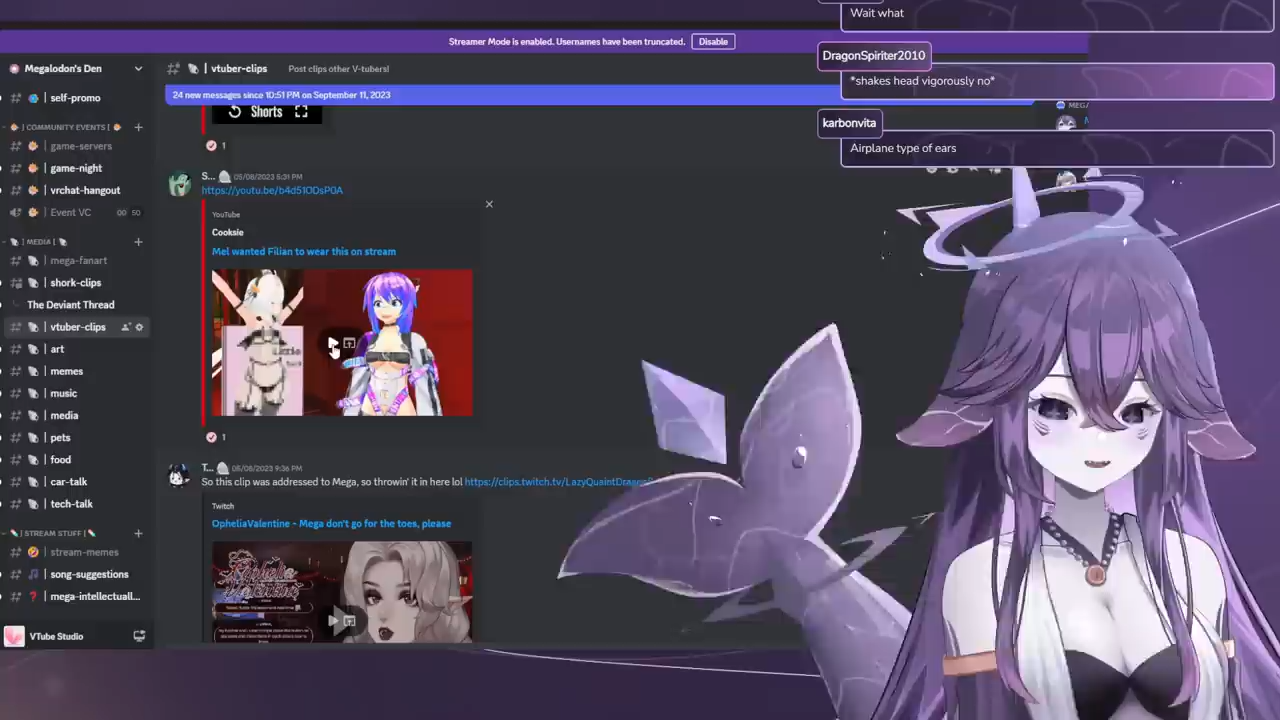 Wait what
DragonSpiriter2010
*shakes head vigorously no*
karbonvita
Airplane type of ears
Streamer Mode is enabled. Usernames have been truncated.
Disable
Megalodon's Den
self-promo
| COMMUNITY EVENTS |
game-servers
game-night
vrchat-hangout
Event VC 00 50
| MEDIA |
mega-fanart
shork-clips
The Deviant Thread
vtuber-clips
art
memes
music
media
pets
food
car-talk
tech-talk
| STREAM STUFF |
stream-memes
song-suggestions
mega-intellectuall...
VTube Studio
vtuber-clips
Post clips other V-tubers!
24 new messages since 10:51 PM on September 11, 2023
Shorts
1
S... 05/08/2023 5:31 PM
https://youtu.be/b4d51ODsP0A
YouTube
Cooksie
Mel wanted Filian to wear this on stream
1
T... 05/08/2023 9:36 PM
So this clip was addressed to Mega, so throwin' it in here lol https://clips.twitch.tv/LazyQuaint
Twitch
OpheliaValentine - Mega don't go for the toes, please